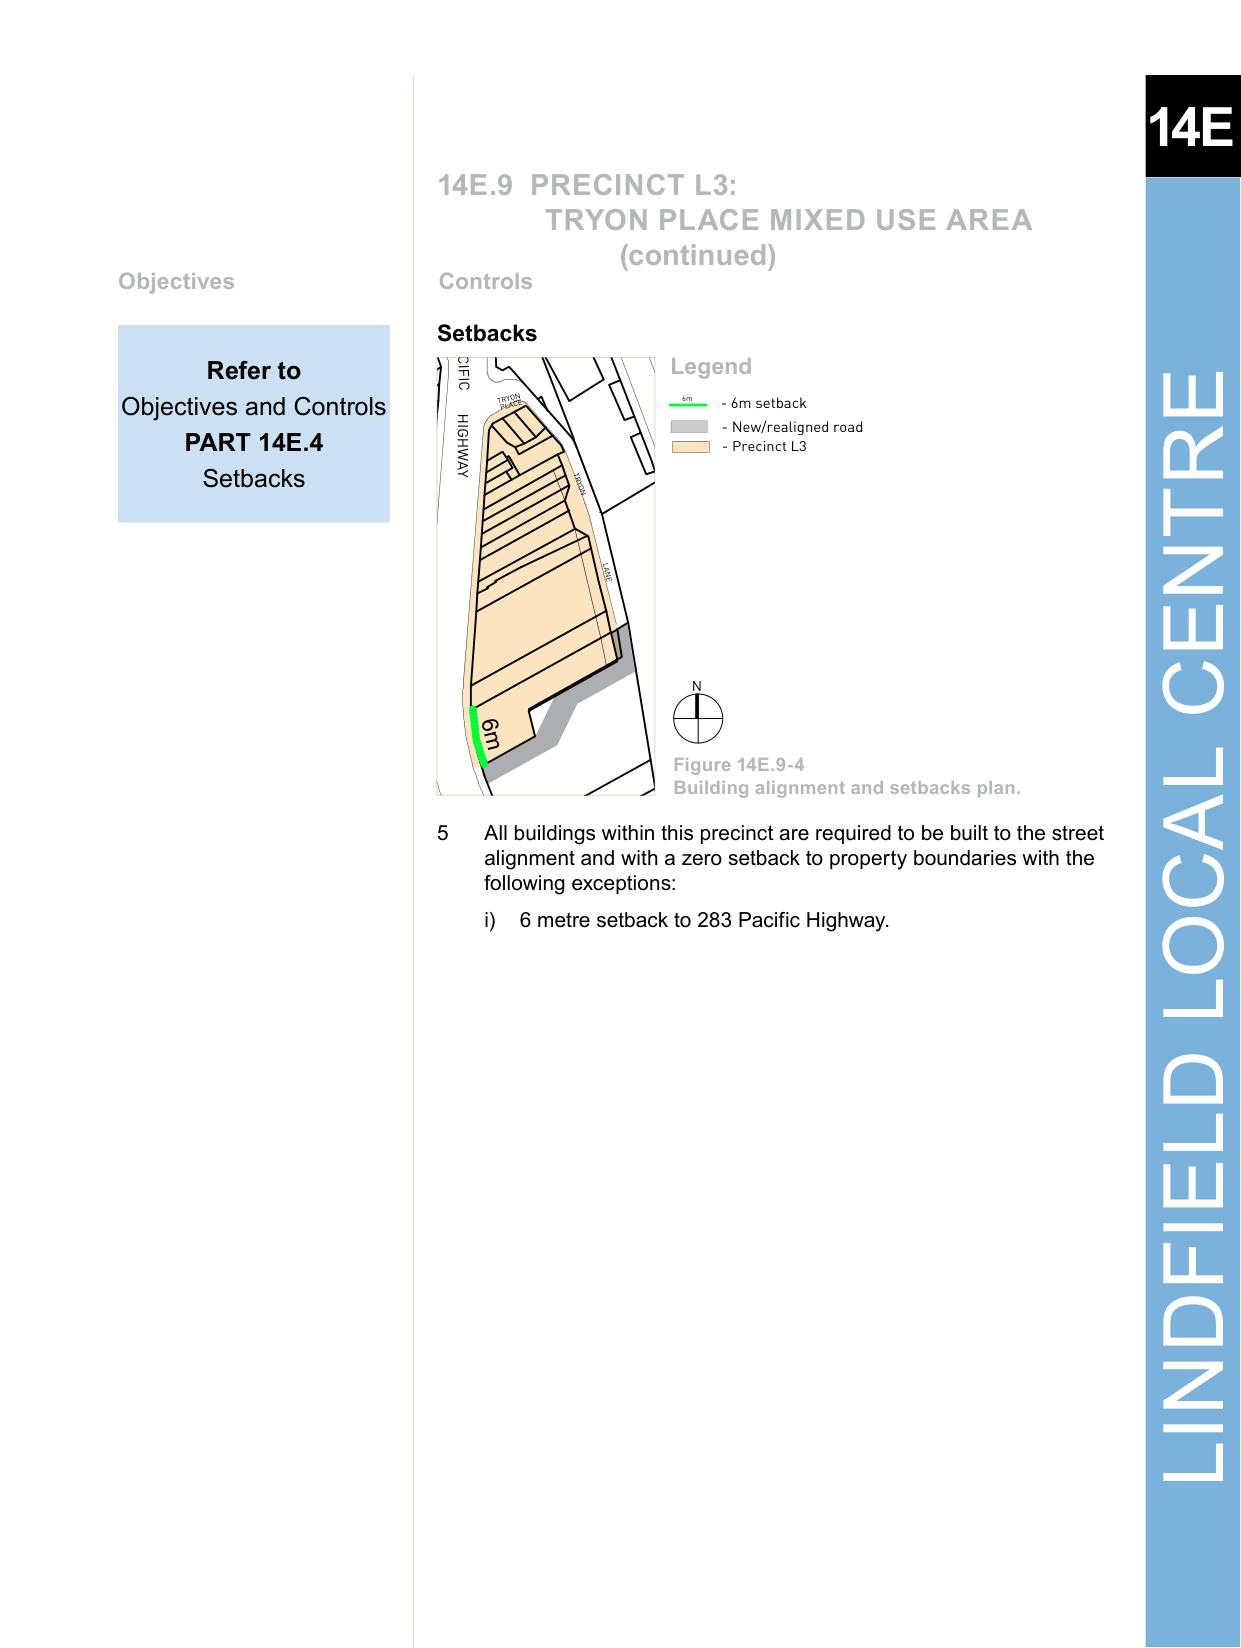 14E
14E.9 PRECINCT L3:
TRYON PLACE MIXED USE AREA
(continued)
Objectives
Controls
Refer to
Objectives and Controls
PART 14E.4
Setbacks
Setbacks
CIFIC HIGHWAY
TRYON
PLACE
TRYON
LANE
6m
Legend
6m
- 6m setback
- New/realigned road
- Precinct L3
N
Figure 14E.9-4
Building alignment and setbacks plan.
5 All buildings within this precinct are required to be built to the street
alignment and with a zero setback to property boundaries with the
following exceptions:
i) 6 metre setback to 283 Pacific Highway.
LINDFIELD LOCAL CENTRE